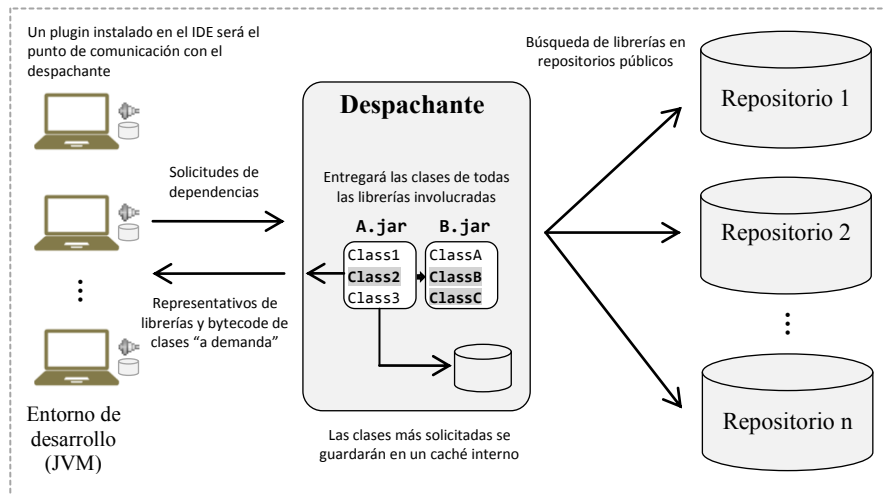 Un plugin instalado en el IDE será el
punto de comunicación con el
despachante
Solicitudes de
dependencias
Representativos de
librerías y bytecode de
clases “a demanda”
Entorno de
desarrollo
(JVM)
Despachante
Entregará las clases de todas
las librerías involucradas
A.jar
B.jar
Class1
Class2
Class3
ClassA
ClassB
ClassC
Las clases más solicitadas se
guardarán en un caché interno
Búsqueda de librerías en
repositorios públicos
Repositorio 1
Repositorio 2
Repositorio n